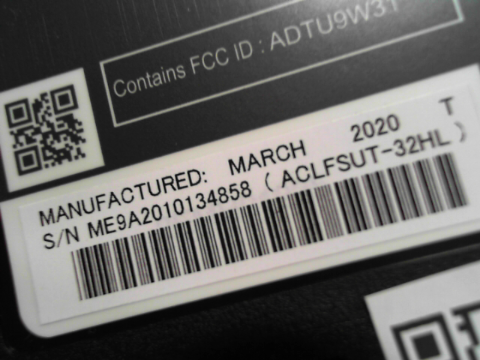 Contains FCC ID : ADTU9W31
MANUFACTURED: MARCH 2020 T
S/N ME9A2010134858 ( ACLFSUT-32HL )